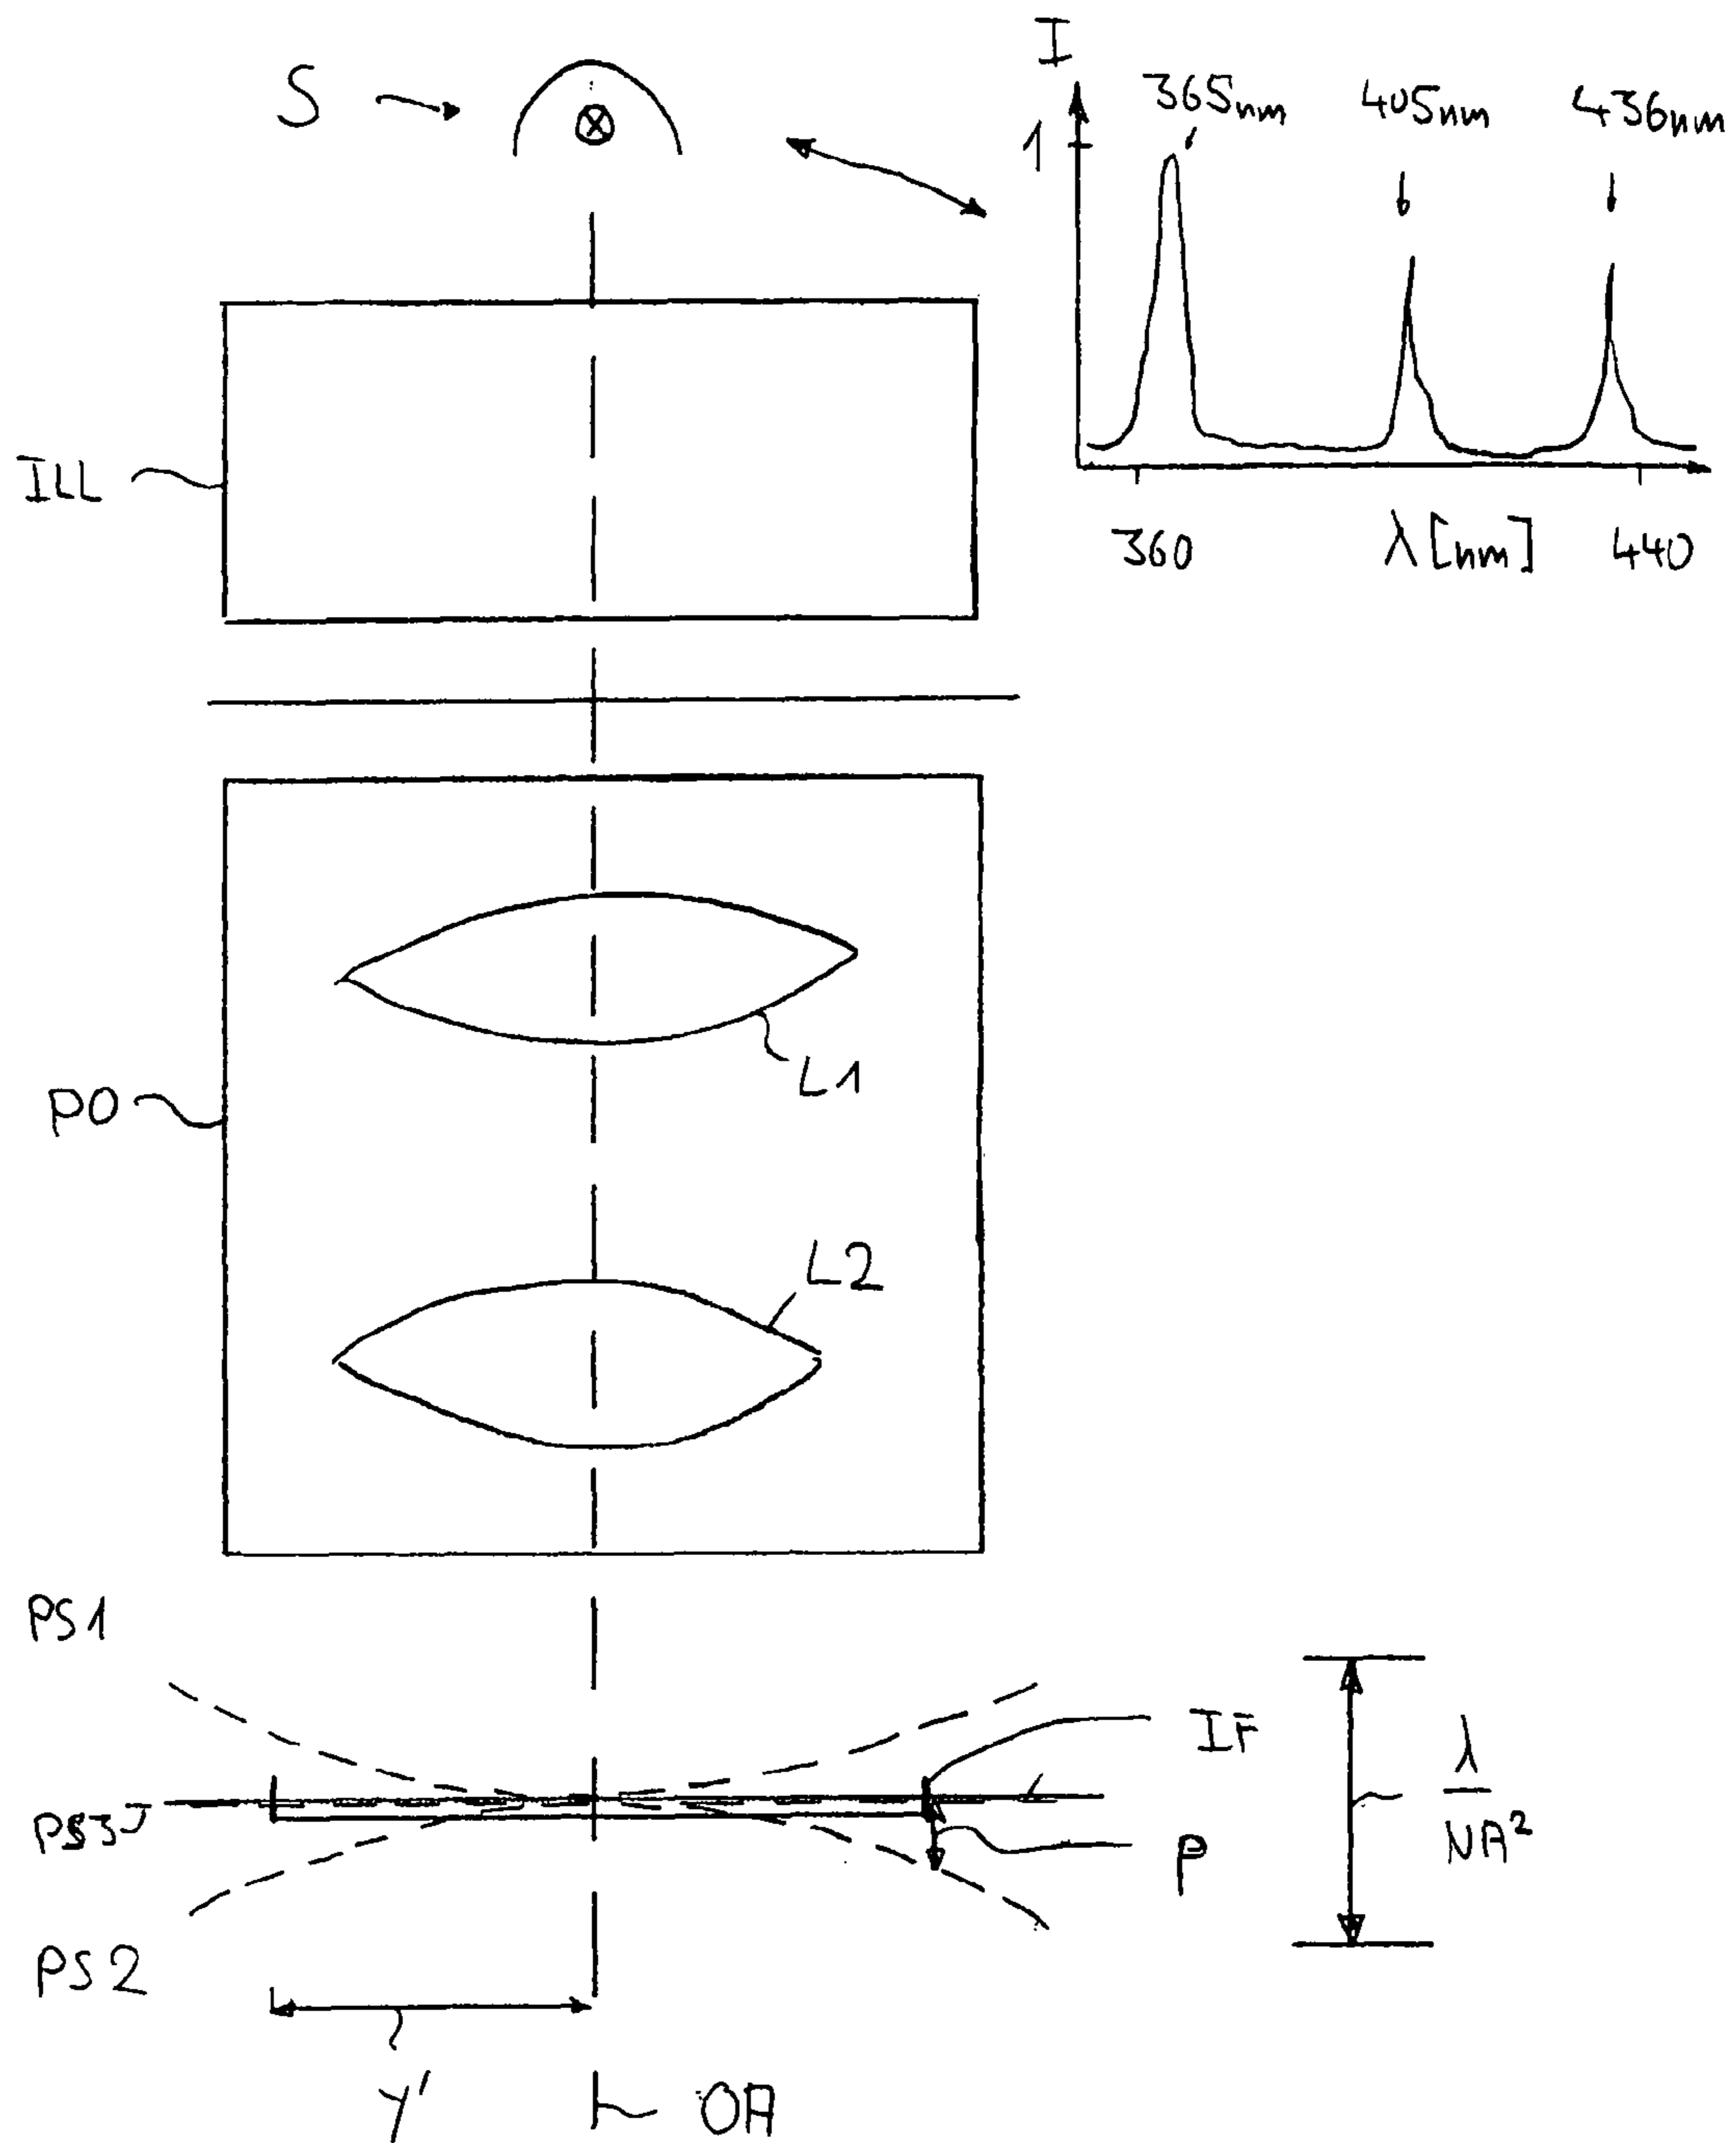 S
I
365nm
405nm
436nm
1
360
λ [nm]
440
ILL
PO
L1
L2
PS1
IF
PS3
P
λ
NA²
PS2
y'
OA